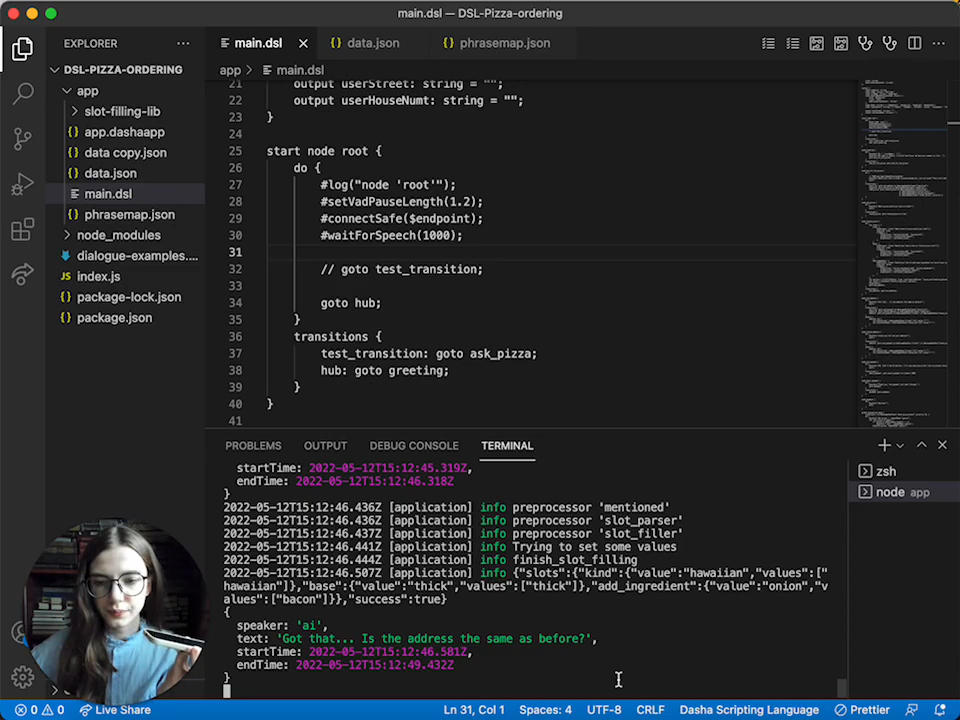 main.dsl — DSL-Pizza-ordering
EXPLORER
main.dsl
data.json
phrasemap.json
DSL-PIZZA-ORDERING
app
slot-filling-lib
app.dashaapp
data copy.json
data.json
main.dsl
phrasemap.json
node_modules
dialogue-examples....
index.js
package-lock.json
package.json
app > main.dsl
21 output userStreet: string = "";
22 output userHouseNumt: string = "";
23 }
24
25 start node root {
26 do {
27 #log("node 'root'");
28 #setVadPauseLength(1.2);
29 #connectSafe($endpoint);
30 #waitForSpeech(1000);
31
32 // goto test_transition;
33
34 goto hub;
35 }
36 transitions {
37 test_transition: goto ask_pizza;
38 hub: goto greeting;
39 }
40 }
41
PROBLEMS OUTPUT DEBUG CONSOLE TERMINAL
startTime: 2022-05-12T15:12:45.319Z,
endTime: 2022-05-12T15:12:46.318Z
}
2022-05-12T15:12:46.436Z [application] info preprocessor 'mentioned'
2022-05-12T15:12:46.436Z [application] info preprocessor 'slot_parser'
2022-05-12T15:12:46.437Z [application] info preprocessor 'slot_filler'
2022-05-12T15:12:46.441Z [application] info Trying to set some values
2022-05-12T15:12:46.444Z [application] info finish_slot_filling
2022-05-12T15:12:46.507Z [application] info {"slots":{"kind":{"value":"hawaiian","values":["
hawaiian"]},"base":{"value":"thick","values":["thick"]},"add_ingredient":{"value":"onion","v
alues":["bacon"]}},"success":true}
{
speaker: 'ai',
text: 'Got that... Is the address the same as before?',
startTime: 2022-05-12T15:12:46.581Z,
endTime: 2022-05-12T15:12:49.432Z
}
zsh
node app
0 0 Live Share
Ln 31, Col 1 Spaces: 4 UTF-8 CRLF Dasha Scripting Language Prettier